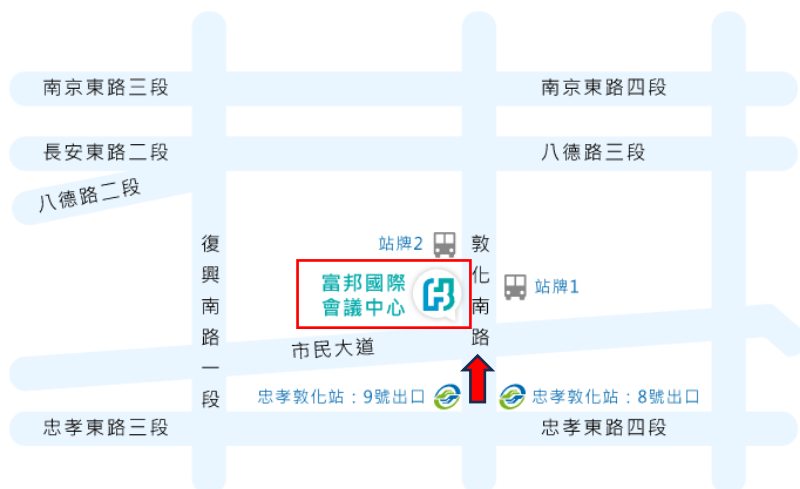 南京東路三段
南京東路四段
長安東路二段
八德路三段
八德路二段
復興南路一段
站牌2
敦化南路
富邦國際
會議中心
站牌1
市民大道
忠孝敦化站：9號出口
忠孝敦化站：8號出口
忠孝東路三段
忠孝東路四段